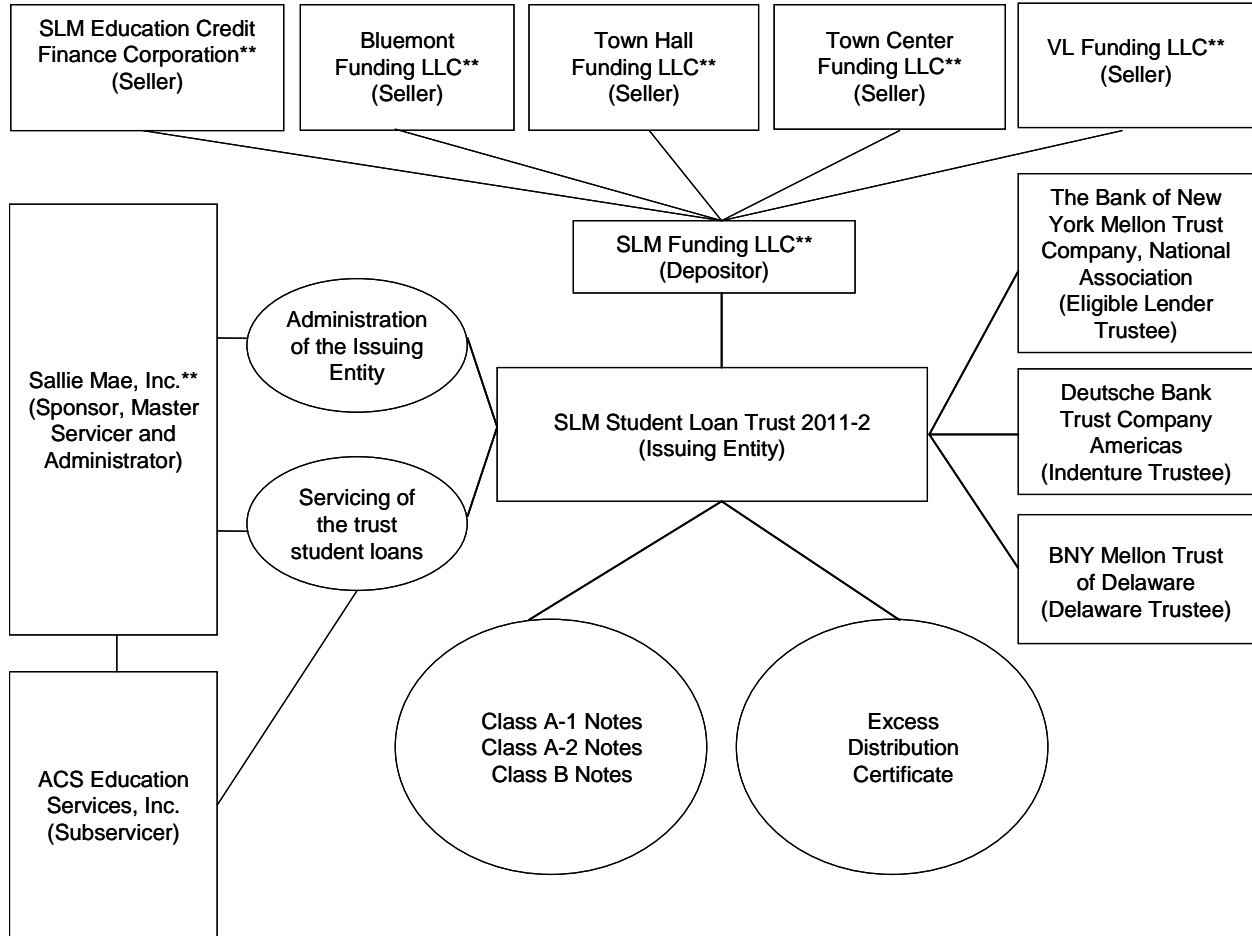 SLM Education Credit
Finance Corporation**
(Seller)
Bluemont
Funding LLC**
(Seller)
Town Hall
Funding LLC**
(Seller)
Town Center
Funding LLC**
(Seller)
VL Funding LLC**
(Seller)
SLM Funding LLC**
(Depositor)
The Bank of New
York Mellon Trust
Company, National
Association
(Eligible Lender
Trustee)
Administration
of the Issuing
Entity
Sallie Mae, Inc.**
(Sponsor, Master
Servicer and
Administrator)
SLM Student Loan Trust 2011-2
(Issuing Entity)
Deutsche Bank
Trust Company
Americas
(Indenture Trustee)
Servicing of
the trust
student loans
BNY Mellon Trust
of Delaware
(Delaware Trustee)
ACS Education
Services, Inc.
(Subservicer)
Class A-1 Notes
Class A-2 Notes
Class B Notes
Excess
Distribution
Certificate